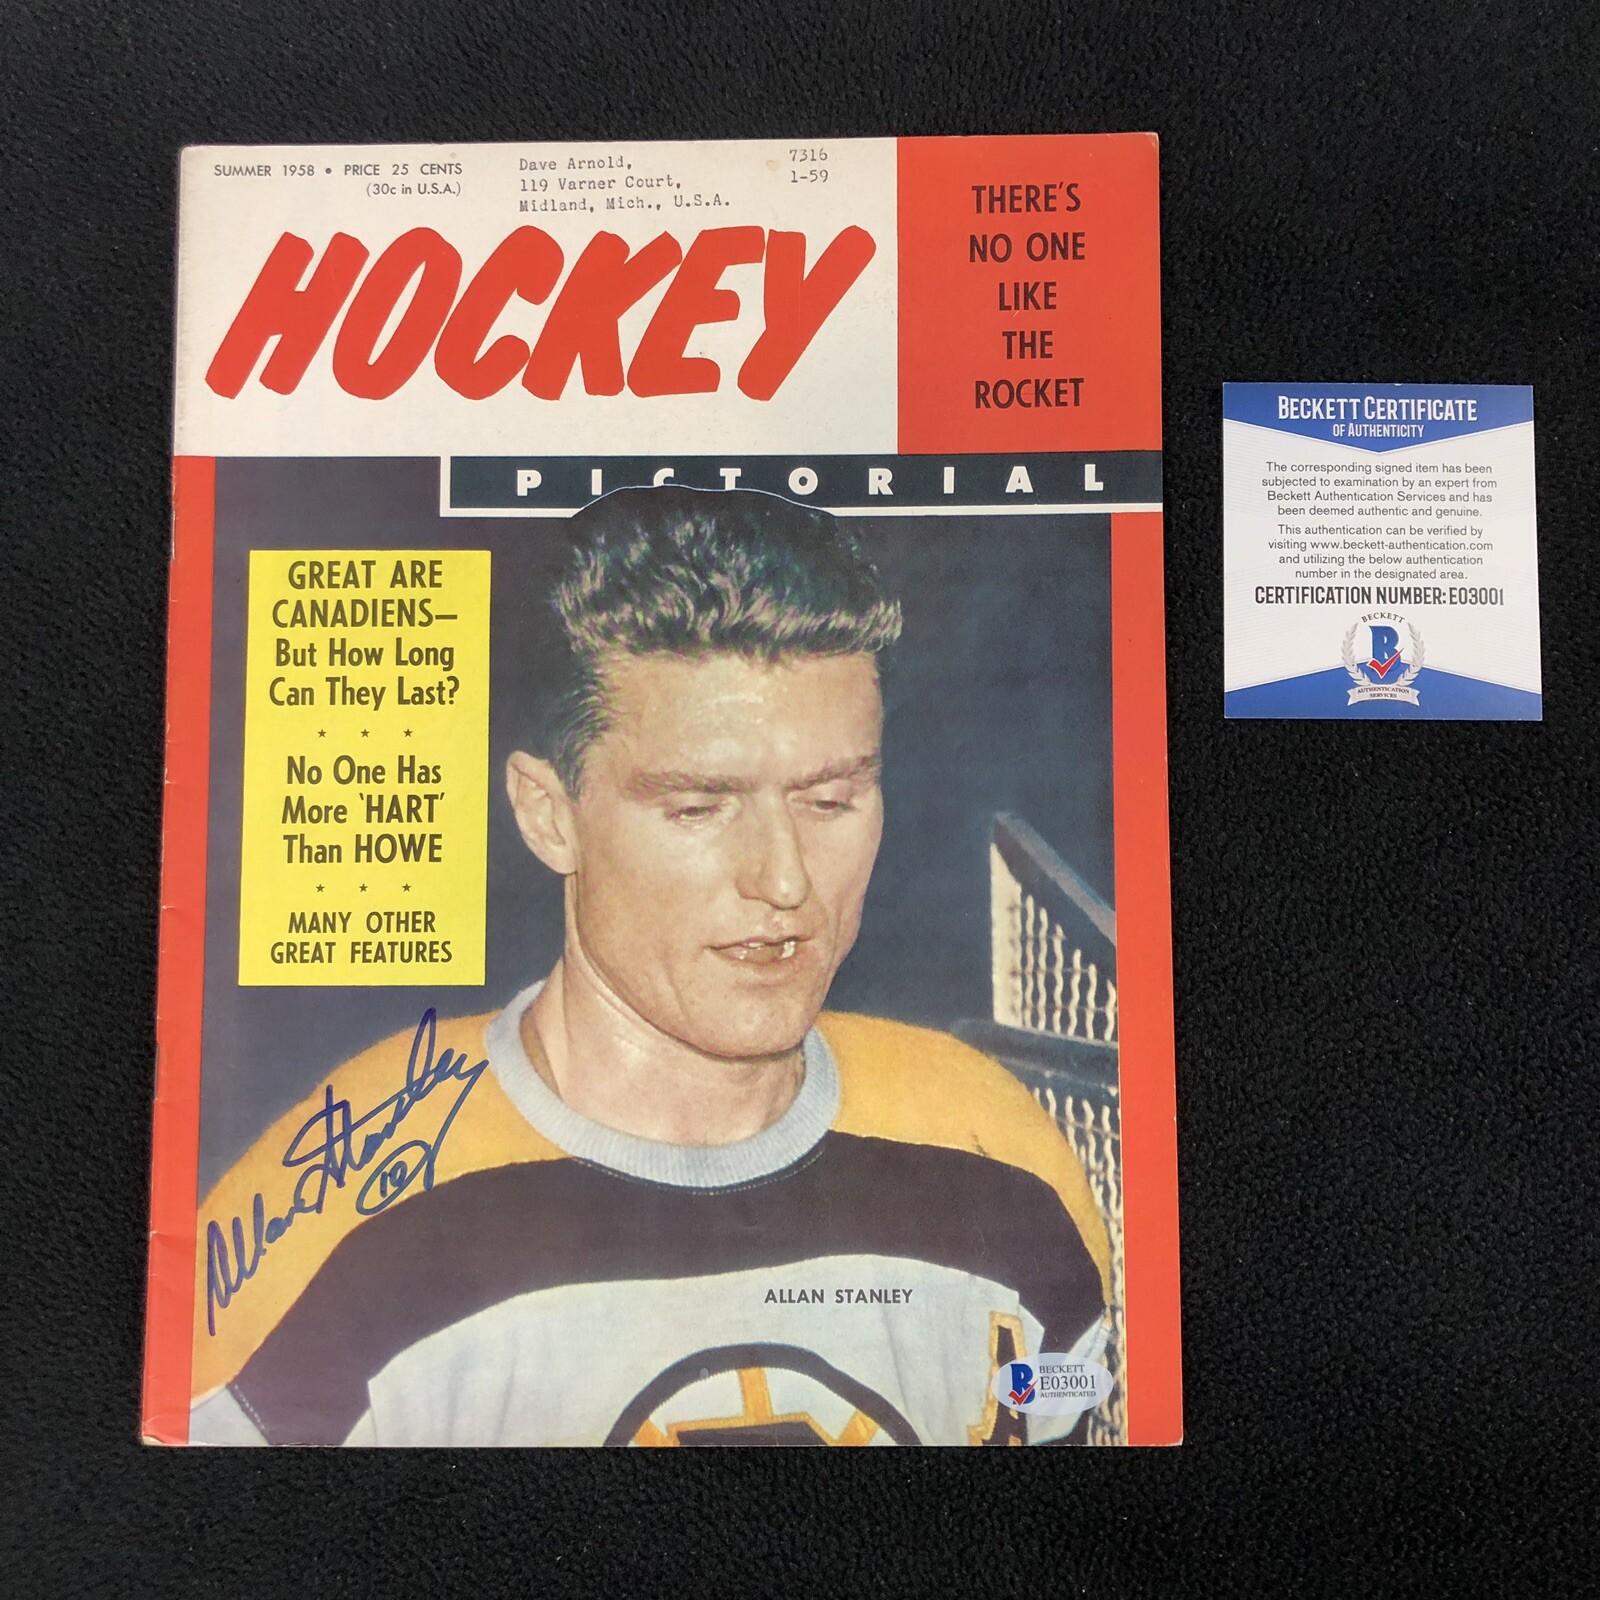 SUMMER 1958 • PRICE 25 CENTS
(30c in U.S.A.)
Dave Arnold,
119 Varner Court,
Midland, Mich., U.S.A.
7316
1-59
HOCKEY
THERE'S
NO ONE
LIKE
THE
ROCKET
PICTORIAL
GREAT ARE
CANADIENS—
But How Long
Can They Last?
★ ★ ★
No One Has
More 'HART'
Than HOWE
★ ★ ★
MANY OTHER
GREAT FEATURES
Allan Stanley
10
ALLAN STANLEY
A
B
BECKETT
E03001
AUTHENTICATED
BECKETT CERTIFICATE
OF AUTHENTICITY
The corresponding signed item has been
subjected to examination by an expert from
Beckett Authentication Services and has
been deemed authentic and genuine.
This authentication can be verified by
visiting www.beckett-authentication.com
and utilizing the below authentication
number in the designated area.
CERTIFICATION NUMBER: E03001
BECKETT
B
AUTHENTICATION
SERVICES